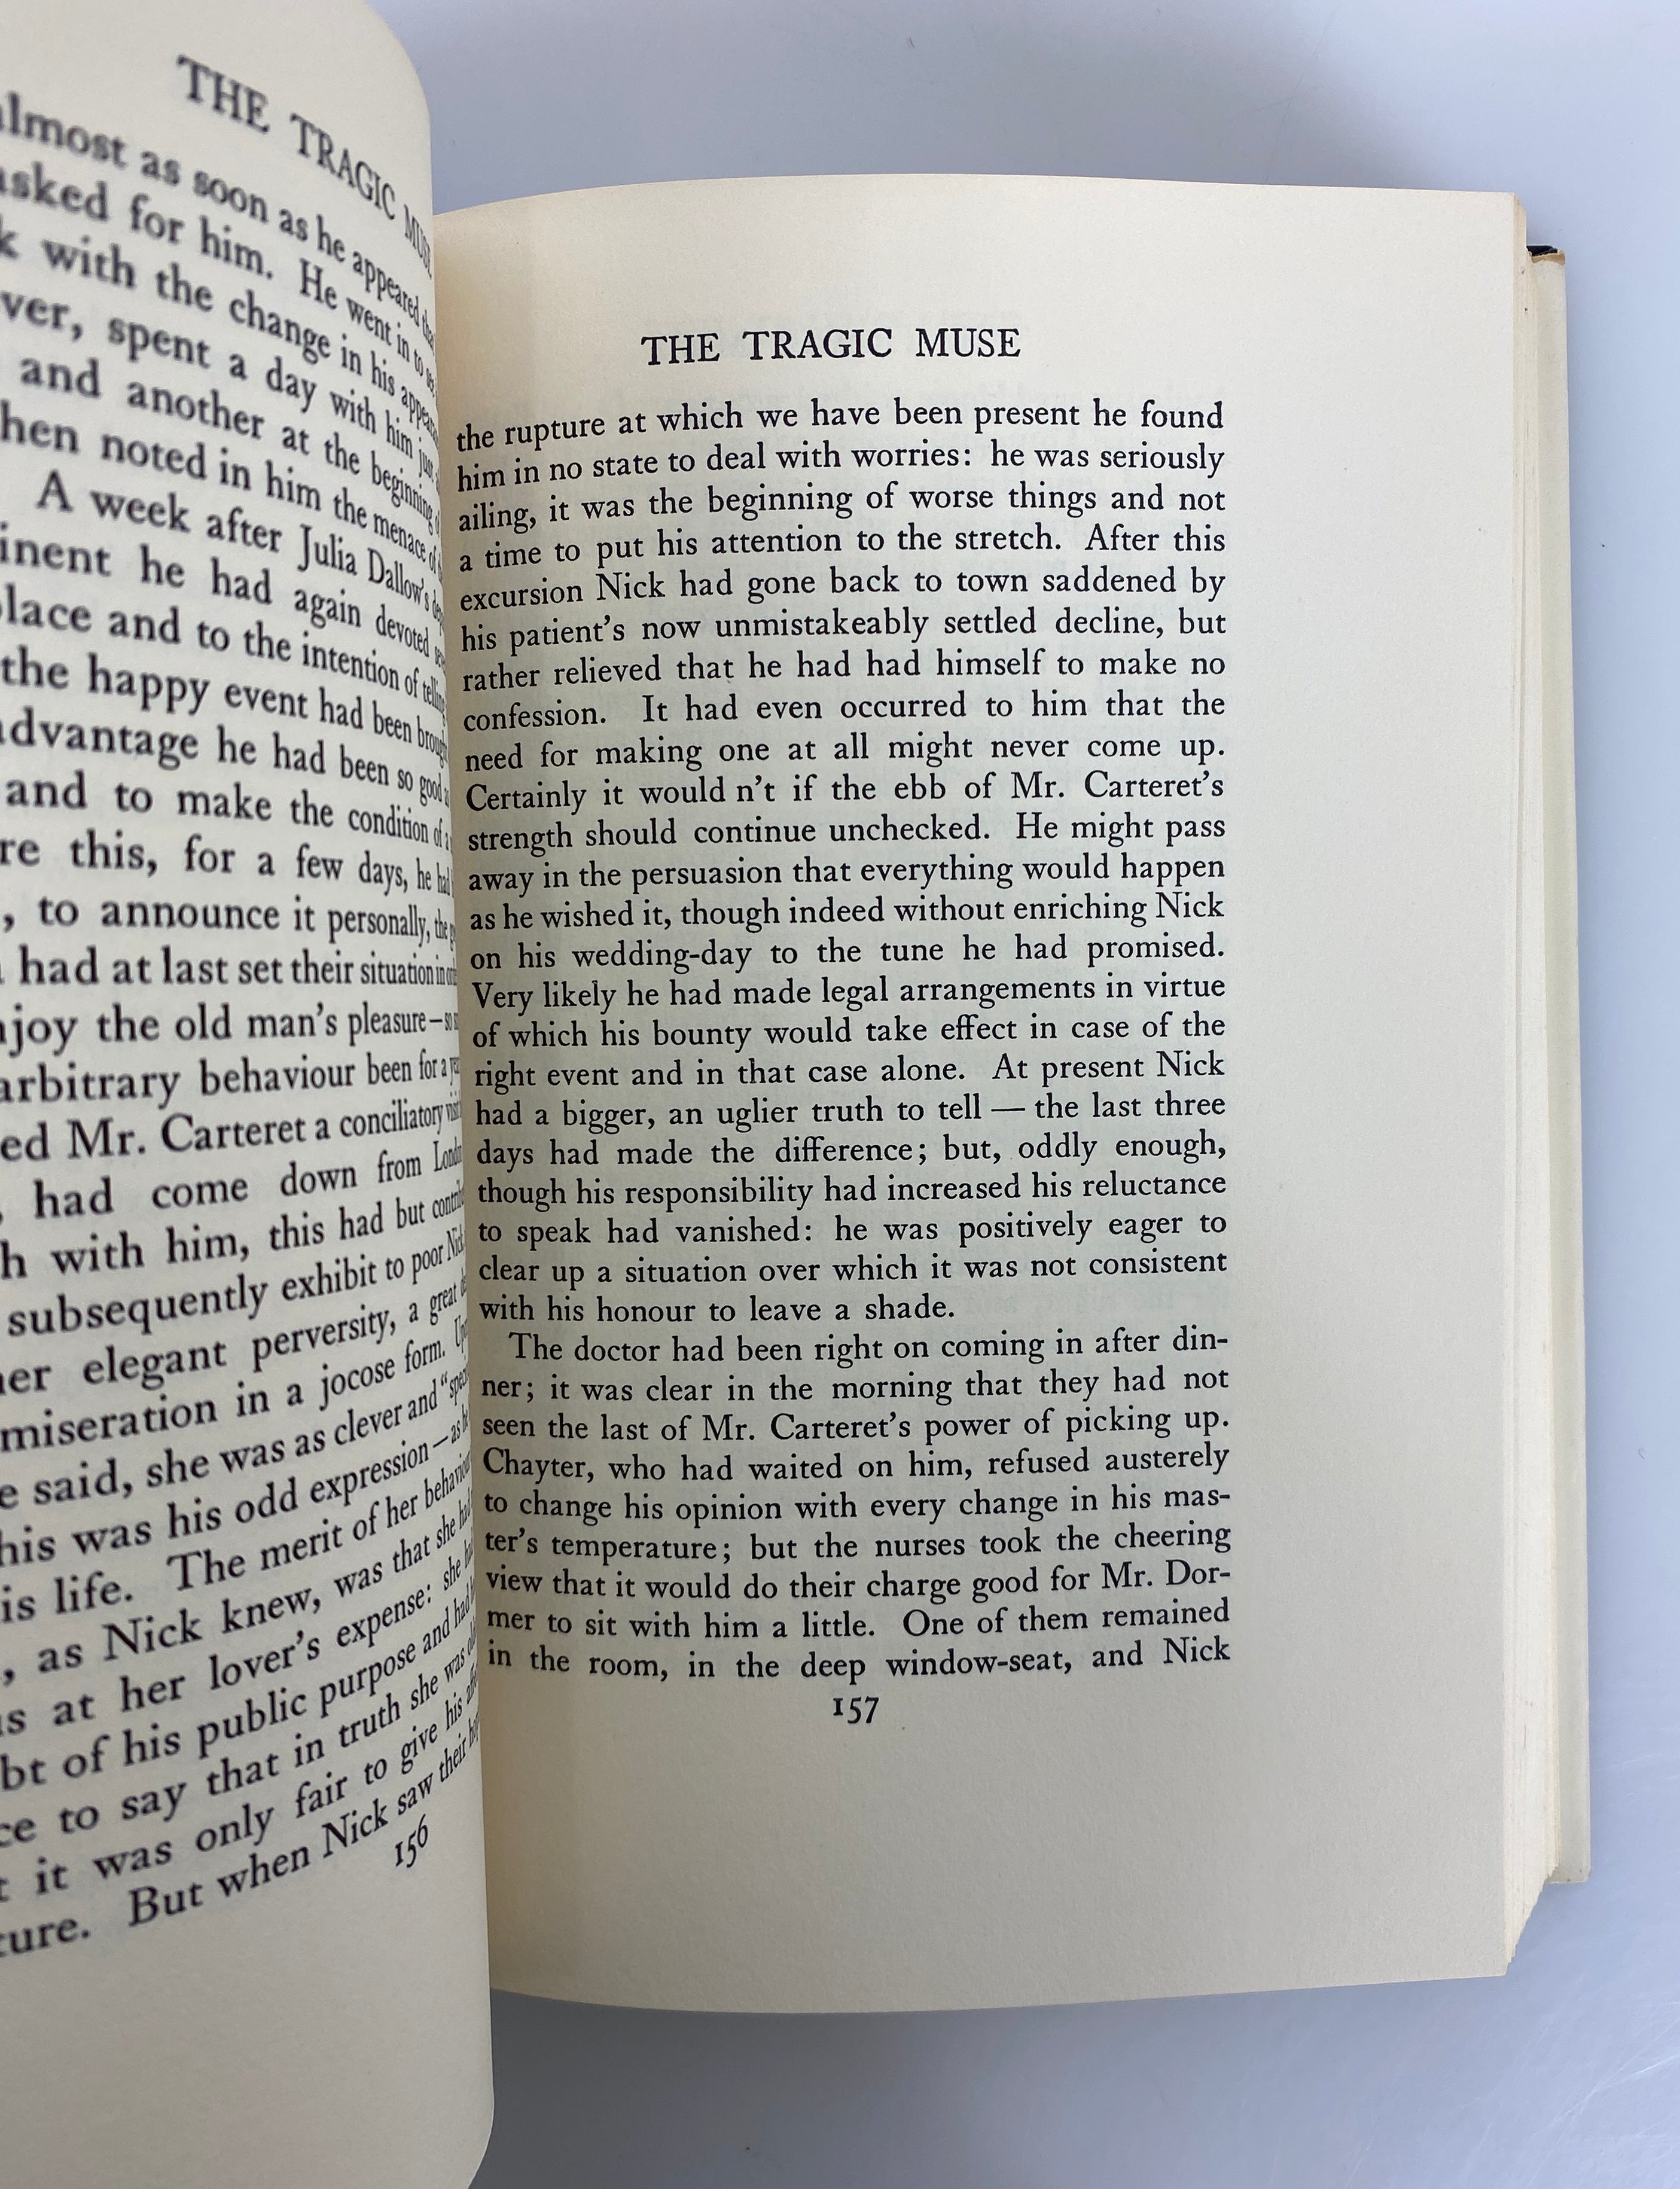 THE TRAGIC
almost as soon as he appeared
asked for him. He went in to
with the change in his
spent a day with him just
and another at the beginning
noted in him the menace of
A week after Julia Dallow's
he had again devoted
place and to the intention of
the happy event had been
advantage he had been so good
and to make the condition of
this, for a few days, he had
to announce it personally,
had at last set their situation in
the old man's pleasure—
arbitrary behaviour been for a
Mr. Carteret a conciliatory visit
had come down from London
with him, this had but
subsequently exhibit to poor Nick
elegant perversity, a great
in a jocose form.
said, she was as clever and
was his odd expression—as
life. The merit of her behaviour
as Nick knew, was that she had
at her lover's expense: she
of his public purpose and had
to say that in truth she was
it was only fair to give his
But when Nick saw their
156
THE TRAGIC MUSE
the rupture at which we have been present he found
him in no state to deal with worries: he was seriously
ailing, it was the beginning of worse things and not
a time to put his attention to the stretch. After this
excursion Nick had gone back to town saddened by
his patient's now unmistakeably settled decline, but
rather relieved that he had had himself to make no
confession. It had even occurred to him that the
need for making one at all might never come up.
Certainly it would n't if the ebb of Mr. Carteret's
strength should continue unchecked. He might pass
away in the persuasion that everything would happen
as he wished it, though indeed without enriching Nick
on his wedding-day to the tune he had promised.
Very likely he had made legal arrangements in virtue
of which his bounty would take effect in case of the
right event and in that case alone. At present Nick
had a bigger, an uglier truth to tell — the last three
days had made the difference; but, oddly enough,
though his responsibility had increased his reluctance
to speak had vanished: he was positively eager to
clear up a situation over which it was not consistent
with his honour to leave a shade.
The doctor had been right on coming in after din-
ner; it was clear in the morning that they had not
seen the last of Mr. Carteret's power of picking up.
Chayter, who had waited on him, refused austerely
to change his opinion with every change in his mas-
ter's temperature; but the nurses took the cheering
view that it would do their charge good for Mr. Dor-
mer to sit with him a little. One of them remained
in the room, in the deep window-seat, and Nick
157